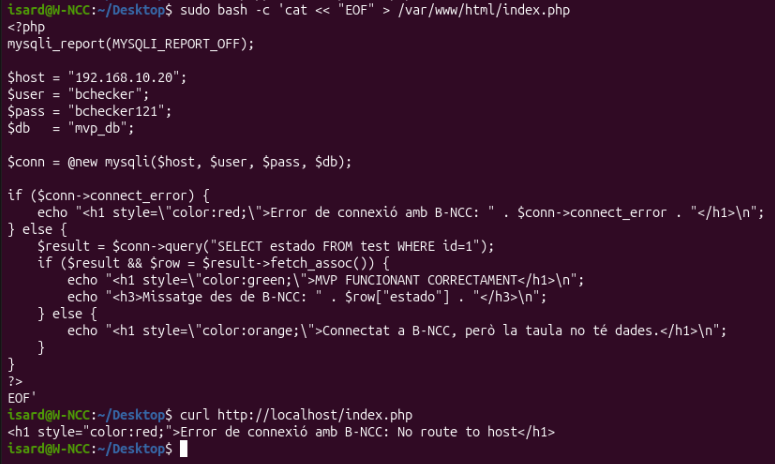 isard@W-NCC:~/Desktop$ sudo bash -c 'cat << "EOF" > /var/www/html/index.php
<?php
mysqli_report(MYSQLI_REPORT_OFF);

$host = "192.168.10.20";
$user = "bchecker";
$pass = "bchecker121";
$db   = "mvp_db";

$conn = @new mysqli($host, $user, $pass, $db);

if ($conn->connect_error) {
    echo "<h1 style=\"color:red;\">Error de connexió amb B-NCC: " . $conn->connect_error . "</h1>\n";
} else {
    $result = $conn->query("SELECT estado FROM test WHERE id=1");
    if ($result && $row = $result->fetch_assoc()) {
        echo "<h1 style=\"color:green;\">MVP FUNCIONANT CORRECTAMENT</h1>\n";
        echo "<h3>Missatge des de B-NCC: " . $row["estado"] . "</h3>\n";
    } else {
        echo "<h1 style=\"color:orange;\">Connectat a B-NCC, però la taula no té dades.</h1>\n";
    }
}
?>
EOF'
isard@W-NCC:~/Desktop$ curl http://localhost/index.php
<h1 style="color:red;">Error de connexió amb B-NCC: No route to host</h1>
isard@W-NCC:~/Desktop$